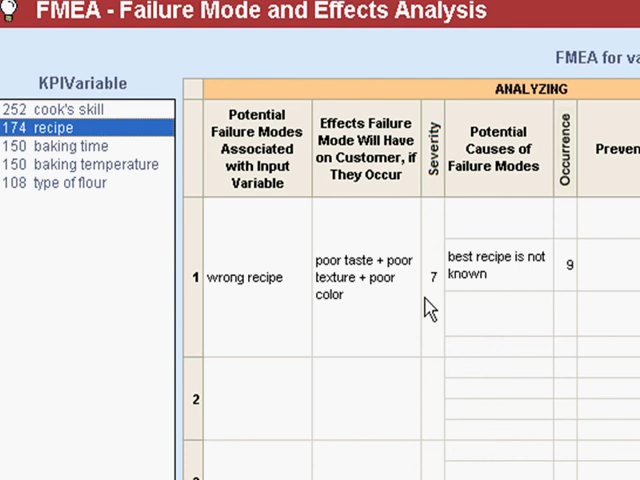 FMEA - Failure Mode and Effects Analysis
FMEA for
KPIVariable
252 cook's skill
174 recipe
150 baking time
150 baking temperature
108 type of flour
ANALYZING
Potential
Failure Modes
Associated
with Input
Variable
Effects Failure
Mode Will Have
on Customer, if
They Occur
Severity
Potential
Causes of
Failure Modes
Occurrence
1
wrong recipe
poor taste + poor
texture + poor
color
7
best recipe is not
known
9
2